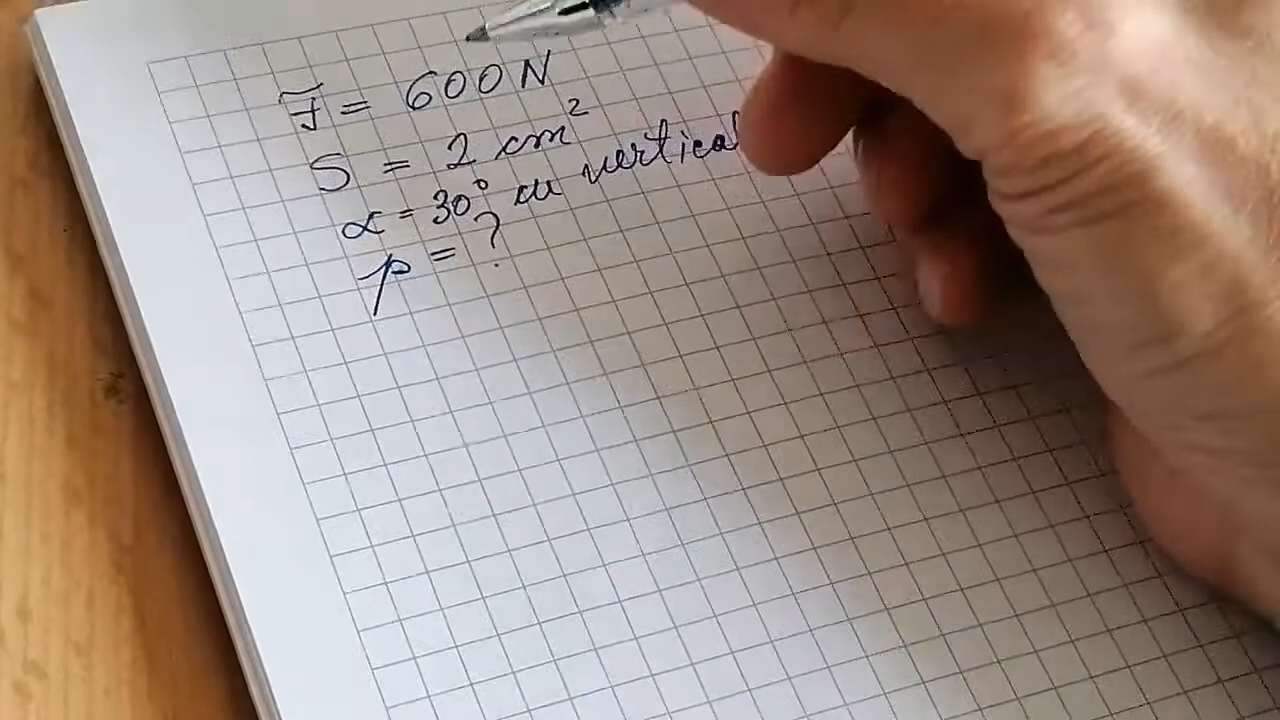 F = 600 N
S = 2 cm²
α = 30° cu vertical
p = ?